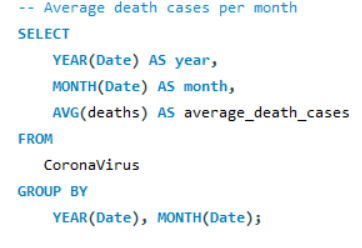 -- Average death cases per month
SELECT
YEAR(Date) AS year,
MONTH(Date) AS month,
AVG(deaths) AS average_death_cases
FROM
CoronaVirus
GROUP BY
YEAR(Date), MONTH(Date);